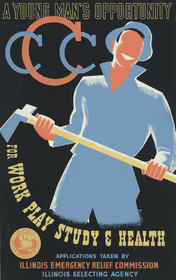 A YOUNG MAN'S OPPORTUNITY
CCC
FOR WORK PLAY STUDY & HEALTH
APPLICATIONS TAKEN BY
ILLINOIS EMERGENCY RELIEF COMMISSION
ILLINOIS SELECTING AGENCY